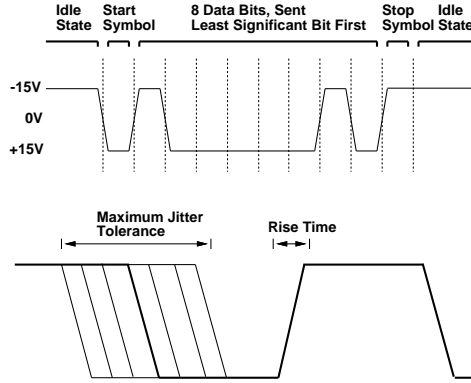 Idle Start 8 Data Bits, Sent Stop Idle
State Symbol Least Significant Bit First Symbol State
-15V
0V
+15V
Maximum Jitter
Tolerance
Rise Time